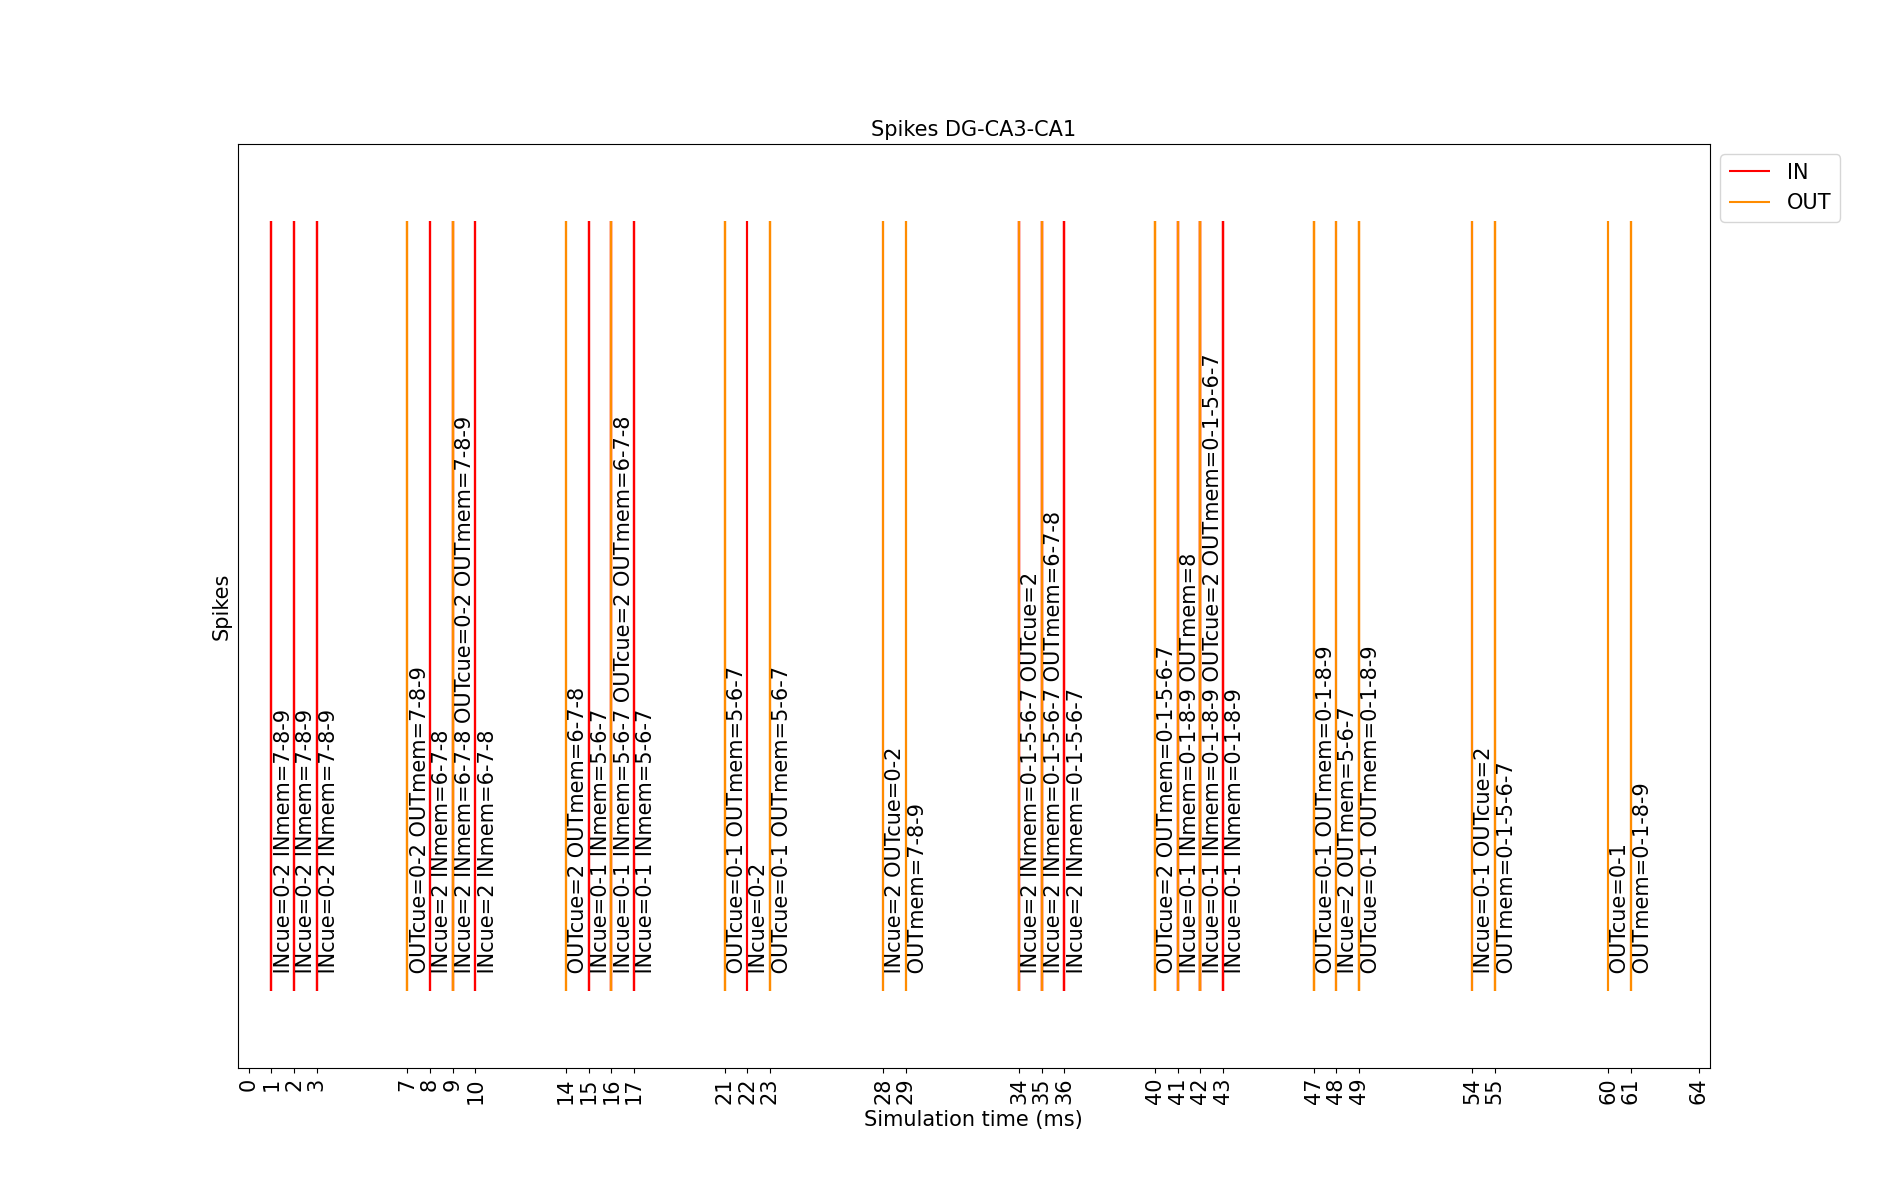 Spikes DG-CA3-CA1
IN
OUT
Spikes
INcue=0-2 INmem=7-8-9
INcue=0-2 INmem=7-8-9
INcue=0-2 INmem=7-8-9
OUTcue=0-2 OUTmem=7-8-9
INcue=2 INmem=6-7-8
INcue=2 INmem=6-7-8 OUTcue=0-2 OUTmem=7-8-9
INcue=2 INmem=6-7-8
OUTcue=2 OUTmem=6-7-8
INcue=0-1 INmem=5-6-7
INcue=0-1 INmem=5-6-7 OUTcue=2 OUTmem=6-7-8
INcue=0-1 INmem=5-6-7
OUTcue=0-1 OUTmem=5-6-7
INcue=0-2
OUTcue=0-1 OUTmem=5-6-7
INcue=2 OUTcue=0-2
OUTmem=7-8-9
INcue=2 INmem=0-1-5-6-7 OUTcue=2
INcue=2 INmem=0-1-5-6-7 OUTmem=6-7-8
INcue=2 INmem=0-1-5-6-7
OUTcue=2 OUTmem=0-1-5-6-7
INcue=0-1 INmem=0-1-8-9 OUTmem=8
INcue=0-1 INmem=0-1-8-9 OUTcue=2 OUTmem=0-1-5-6-7
INcue=0-1 INmem=0-1-8-9
OUTcue=0-1 OUTmem=0-1-8-9
INcue=2 OUTmem=5-6-7
OUTcue=0-1 OUTmem=0-1-8-9
INcue=0-1 OUTcue=2
OUTmem=0-1-5-6-7
OUTcue=0-1
OUTmem=0-1-8-9
0 1 2 3 7 8 9 10 14 15 16 17 21 22 23 28 29 34 35 36 40 41 42 43 47 48 49 54 55 60 61 64
Simulation time (ms)